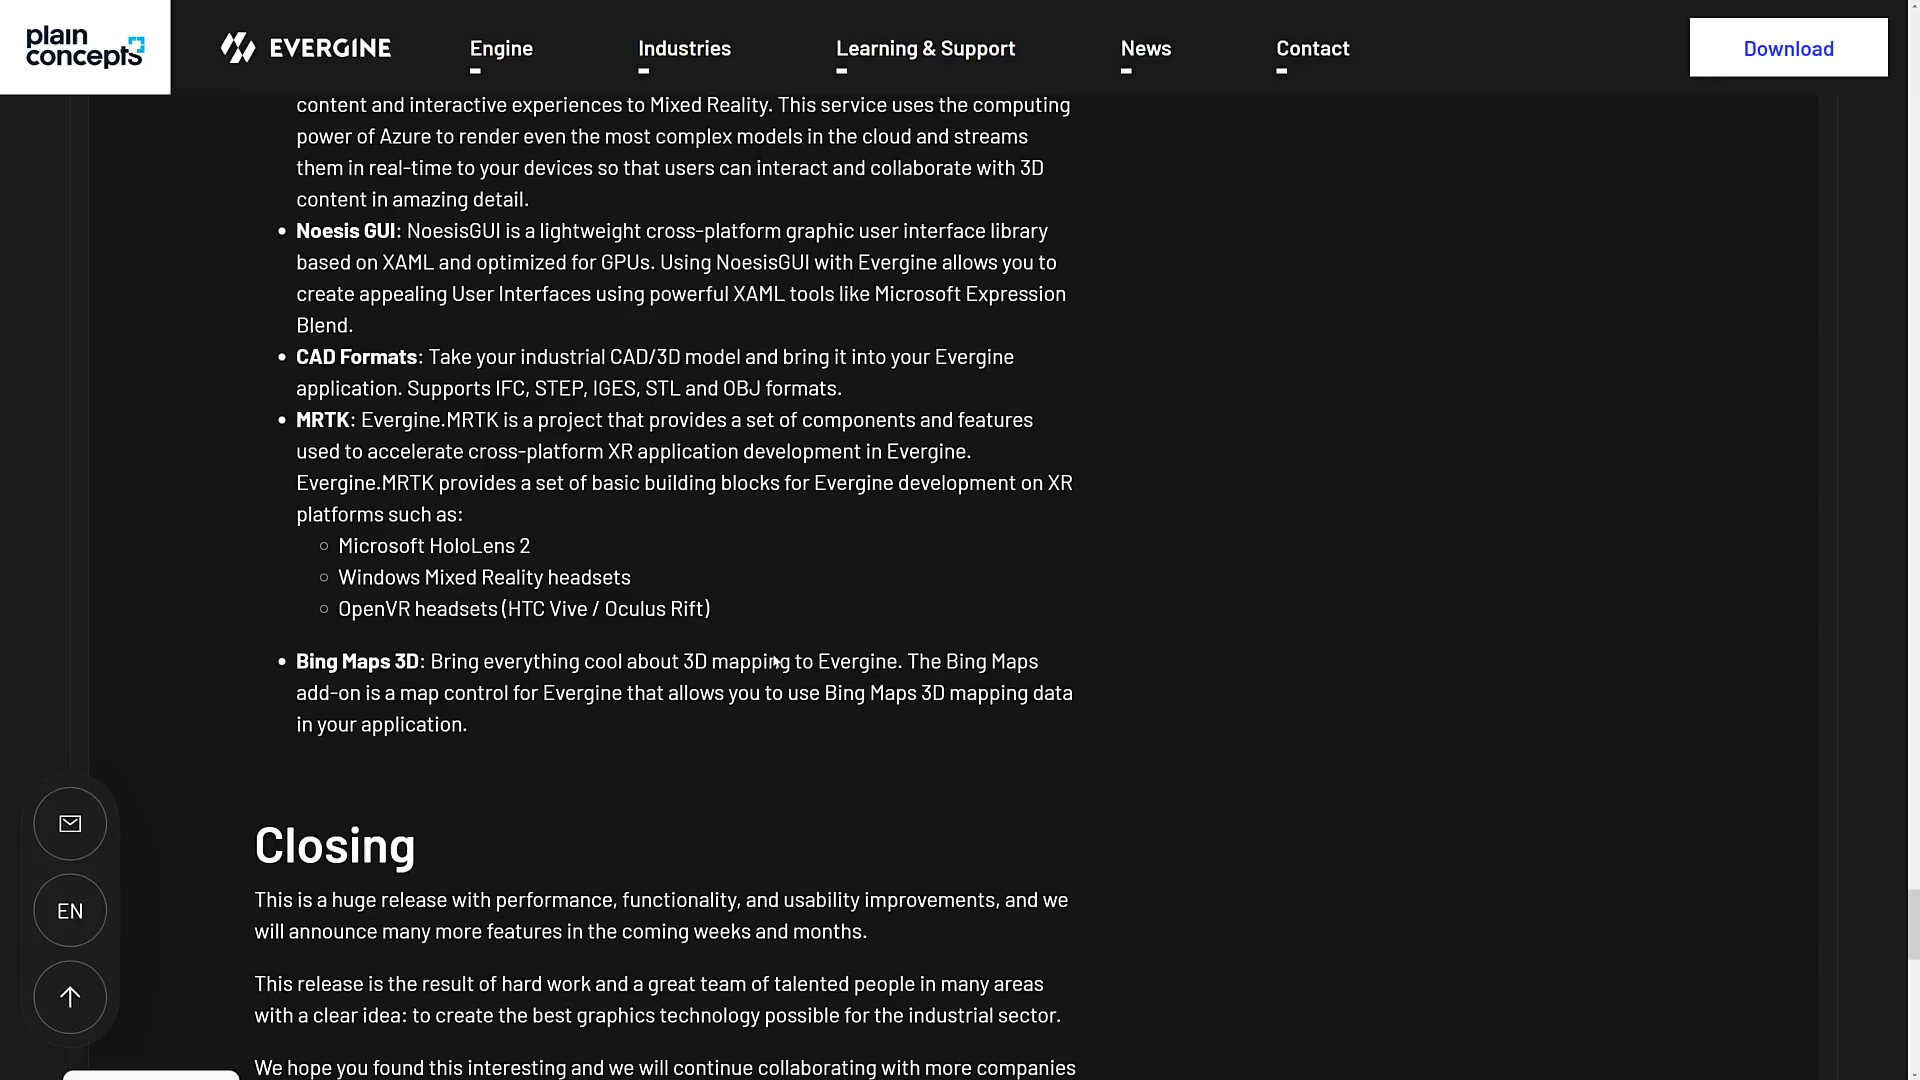 plain
concepts
EVERGINE
Engine
Industries
Learning & Support
News
Contact
Download
content and interactive experiences to Mixed Reality. This service uses the computing
power of Azure to render even the most complex models in the cloud and streams
them in real-time to your devices so that users can interact and collaborate with 3D
content in amazing detail.
• Noesis GUI: NoesisGUI is a lightweight cross-platform graphic user interface library
based on XAML and optimized for GPUs. Using NoesisGUI with Evergine allows you to
create appealing User Interfaces using powerful XAML tools like Microsoft Expression
Blend.
• CAD Formats: Take your industrial CAD/3D model and bring it into your Evergine
application. Supports IFC, STEP, IGES, STL and OBJ formats.
• MRTK: Evergine.MRTK is a project that provides a set of components and features
used to accelerate cross-platform XR application development in Evergine.
Evergine.MRTK provides a set of basic building blocks for Evergine development on XR
platforms such as:
○ Microsoft HoloLens 2
○ Windows Mixed Reality headsets
○ OpenVR headsets (HTC Vive / Oculus Rift)
• Bing Maps 3D: Bring everything cool about 3D mapping to Evergine. The Bing Maps
add-on is a map control for Evergine that allows you to use Bing Maps 3D mapping data
in your application.
Closing
This is a huge release with performance, functionality, and usability improvements, and we
will announce many more features in the coming weeks and months.
This release is the result of hard work and a great team of talented people in many areas
with a clear idea: to create the best graphics technology possible for the industrial sector.
We hope you found this interesting and we will continue collaborating with more companies
EN